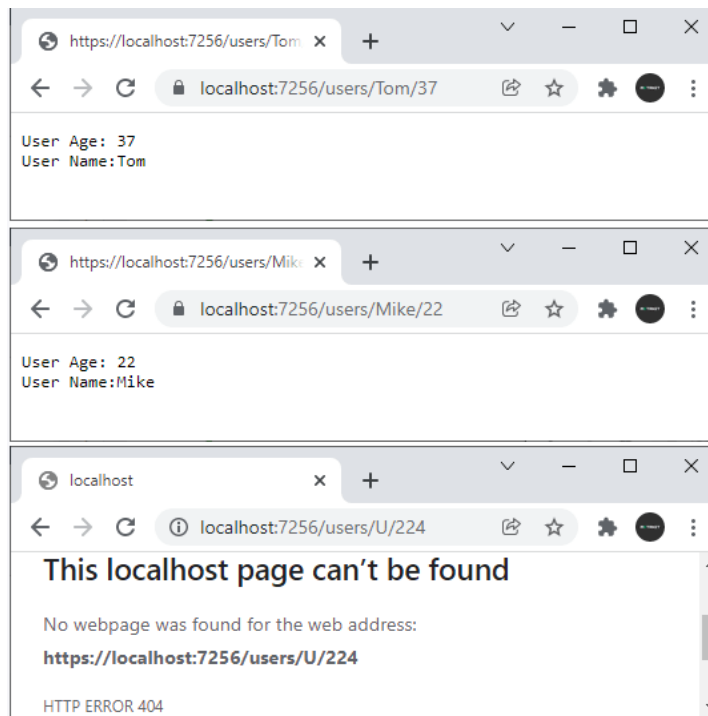 https://localhost:7256/users/Tom
localhost:7256/users/Tom/37
User Age: 37
User Name:Tom
https://localhost:7256/users/Mike
localhost:7256/users/Mike/22
User Age: 22
User Name:Mike
localhost
localhost:7256/users/U/224
This localhost page can’t be found
No webpage was found for the web address:
https://localhost:7256/users/U/224
HTTP ERROR 404